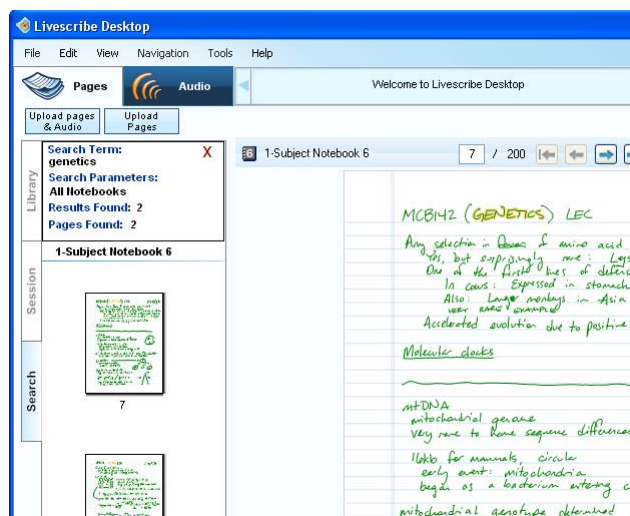 Livescribe Desktop
File Edit View Navigation Tools Help
Pages Audio Welcome to Livescribe Desktop
Upload pages & Audio
Upload Pages
Library
Session
Search
Search Term:
genetics
X
Search Parameters:
All Notebooks
Results Found: 2
Pages Found: 2
1-Subject Notebook 6
7
6 1-Subject Notebook 6 7 / 200
MCB142 (GENETICS) LEC
Any selection in of amino acid
Yes, but surprisingly rare:
One of the first lines of defens
In cows: Expressed in stomach
Also: Langur monkeys in Asia
VERY RARE EXAMPLE
Accelerated evolution due to positive
Molecular clocks
mtDNA
mitochondrial genome
very rare to have sequence differences
16kb for mammals, circular
early event: mitochondria
began as a bacterium entering c
mitochondrial genotype determined